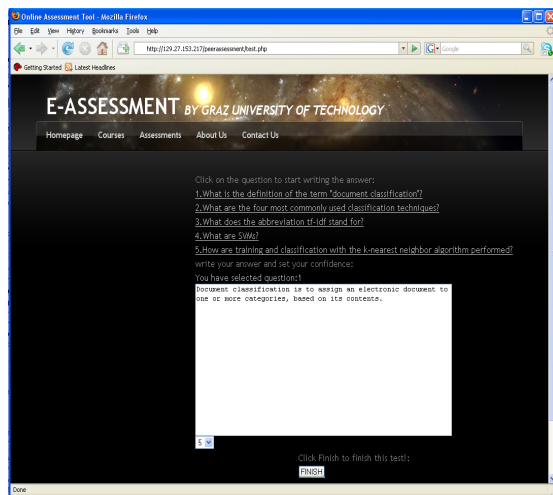 Online Assessment Tool - Mozilla Firefox
File Edit View History Bookmarks Tools Help
http://129.27.153.217/peerassessment/test.php
G Google
Getting Started Latest Headlines
E-ASSESSMENT BY GRAZ UNIVERSITY OF TECHNOLOGY
Homepage Courses Assessments About Us Contact Us
Click on the question to start writing the answer:
1.What is the definition of the term "document classification"?
2.What are the four most commonly used classification techniques?
3.What does the abbreviation tf-idf stand for?
4.What are SVMs?
5.How are training and classification with the k-nearest neighbor algorithm performed?
write your answer and set your confidence:
You have selected question:1
Document classification is to assign an electronic document to
one or more categories, based on its contents.
5
Click Finish to finish this test!:
FINISH
Done